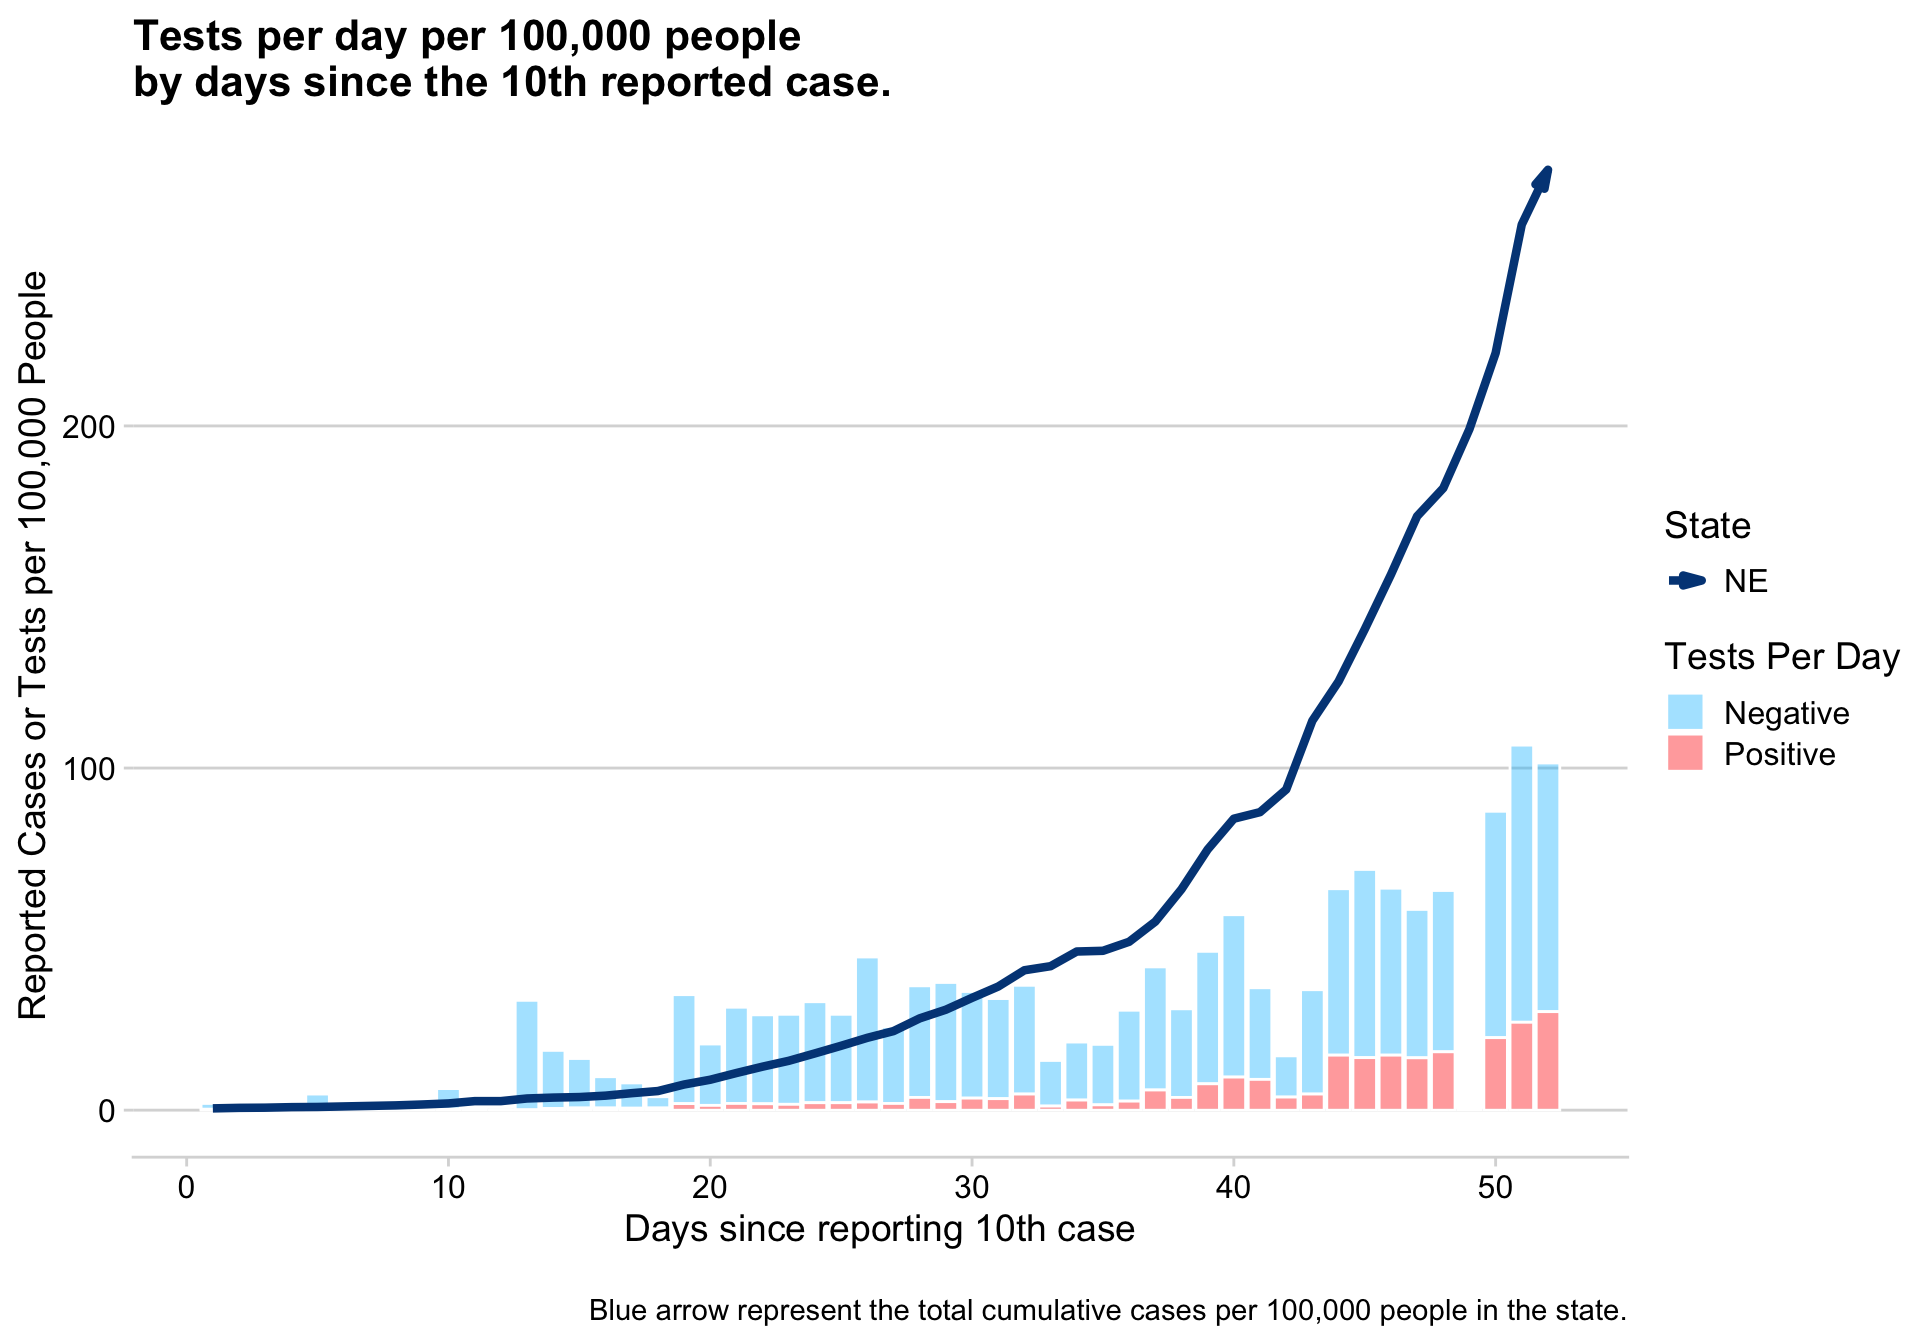 Tests per day per 100,000 people
by days since the 10th reported case.
Reported Cases or Tests per 100,000 People
200
100
0
0 10 20 30 40 50
Days since reporting 10th case
State
NE
Tests Per Day
Negative
Positive
Blue arrow represent the total cumulative cases per 100,000 people in the state.